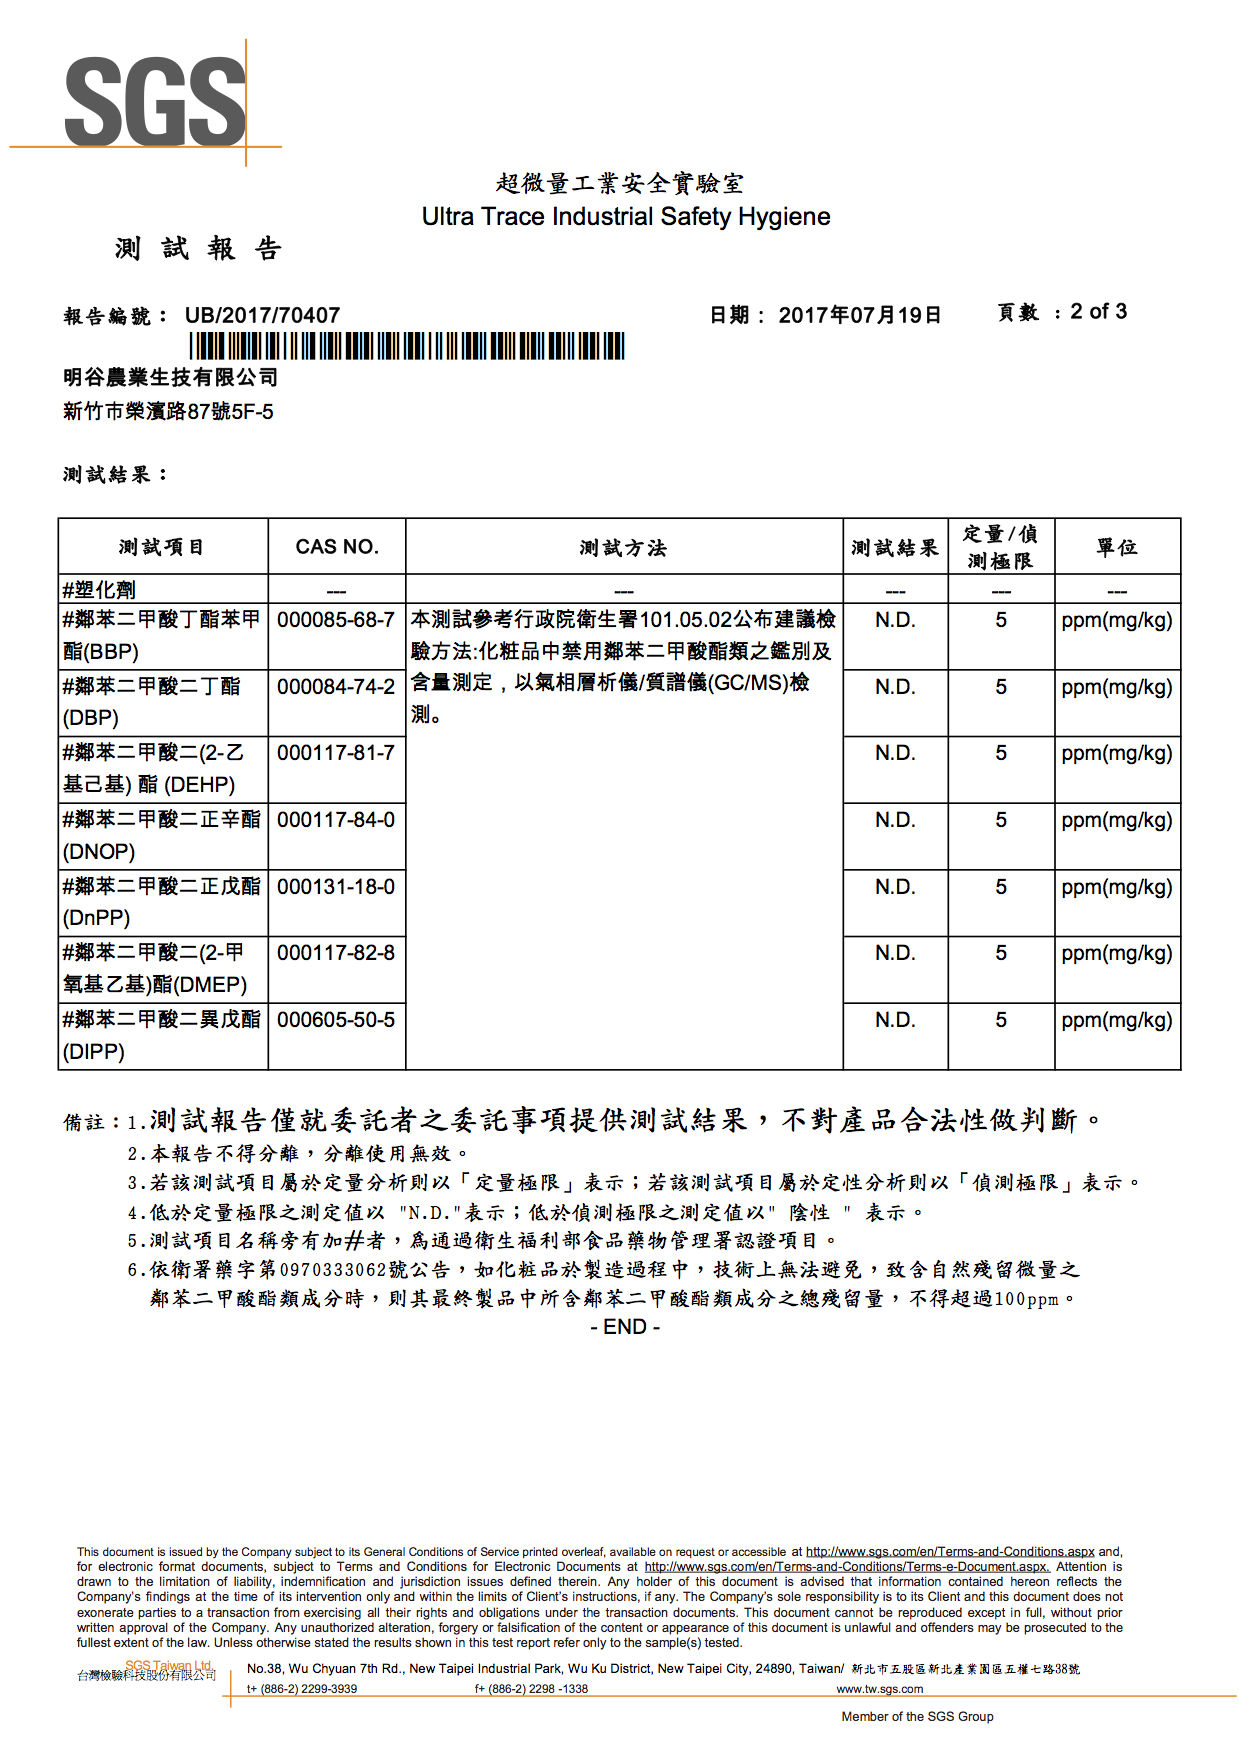 SGS
超微量工業安全實驗室
Ultra Trace Industrial Safety Hygiene
測 試 報 告
報告編號： UB/2017/70407 日期： 2017年07月19日 頁數 ：2 of 3
明谷農業生技有限公司
新竹市榮濱路87號5F-5
測試結果：
測試項目 CAS NO. 測試方法 測試結果 定量/偵測極限 單位
#塑化劑 --- --- --- --- ---
#鄰苯二甲酸丁酯苯甲 000085-68-7 本測試參考行政院衛生署101.05.02公布建議檢 N.D. 5 ppm(mg/kg)
酯(BBP) 驗方法:化粧品中禁用鄰苯二甲酸酯類之鑑別及
#鄰苯二甲酸二丁酯 000084-74-2 含量測定，以氣相層析儀/質譜儀(GC/MS)檢 N.D. 5 ppm(mg/kg)
(DBP) 測。
#鄰苯二甲酸二(2-乙 000117-81-7 N.D. 5 ppm(mg/kg)
基己基) 酯 (DEHP)
#鄰苯二甲酸二正辛酯 000117-84-0 N.D. 5 ppm(mg/kg)
(DNOP)
#鄰苯二甲酸二正戊酯 000131-18-0 N.D. 5 ppm(mg/kg)
(DnPP)
#鄰苯二甲酸二(2-甲 000117-82-8 N.D. 5 ppm(mg/kg)
氧基乙基)酯(DMEP)
#鄰苯二甲酸二異戊酯 000605-50-5 N.D. 5 ppm(mg/kg)
(DIPP)
備註：1.測試報告僅就委託者之委託事項提供測試結果，不對產品合法性做判斷。
2.本報告不得分離，分離使用無效。
3.若該測試項目屬於定量分析則以「定量極限」表示；若該測試項目屬於定性分析則以「偵測極限」表示。
4.低於定量極限之測定值以 "N.D."表示；低於偵測極限之測定值以" 陰性 " 表示。
5.測試項目名稱旁有加#者，為通過衛生福利部食品藥物管理署認證項目。
6.依衛署藥字第0970333062號公告，如化粧品於製造過程中，技術上無法避免，致含自然殘留微量之
鄰苯二甲酸酯類成分時，則其最終製品中所含鄰苯二甲酸酯類成分之總殘留量，不得超過100ppm。
- END -
This document is issued by the Company subject to its General Conditions of Service printed overleaf, available on request or accessible at http://www.sgs.com/en/Terms-and-Conditions.aspx and,
for electronic format documents, subject to Terms and Conditions for Electronic Documents at http://www.sgs.com/en/Terms-and-Conditions/Terms-e-Document.aspx. Attention is
drawn to the limitation of liability, indemnification and jurisdiction issues defined therein. Any holder of this document is advised that information contained hereon reflects the
Company's findings at the time of its intervention only and within the limits of Client's instructions, if any. The Company's sole responsibility is to its Client and this document does not
exonerate parties to a transaction from exercising all their rights and obligations under the transaction documents. This document cannot be reproduced except in full, without prior
written approval of the Company. Any unauthorized alteration, forgery or falsification of the content or appearance of this document is unlawful and offenders may be prosecuted to the
fullest extent of the law. Unless otherwise stated the results shown in this test report refer only to the sample(s) tested.
SGS Taiwan Ltd.
台灣檢驗科技股份有限公司
No.38, Wu Chyuan 7th Rd., New Taipei Industrial Park, Wu Ku District, New Taipei City, 24890, Taiwan/ 新北市五股區新北產業園區五權七路38號
t+ (886-2) 2299-3939 f+ (886-2) 2298 -1338 www.tw.sgs.com
Member of the SGS Group